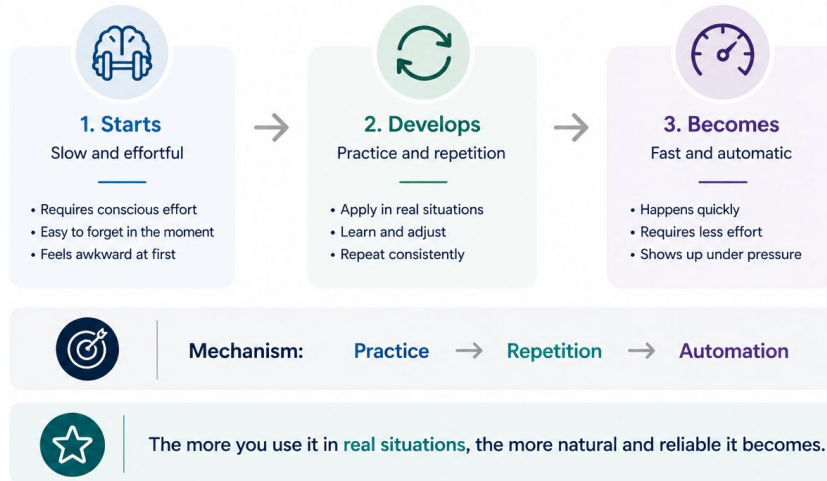 1. Starts
Slow and effortful
• Requires conscious effort
• Easy to forget in the moment
• Feels awkward at first
2. Develops
Practice and repetition
• Apply in real situations
• Learn and adjust
• Repeat consistently
3. Becomes
Fast and automatic
• Happens quickly
• Requires less effort
• Shows up under pressure
Mechanism: Practice → Repetition → Automation
The more you use it in real situations, the more natural and reliable it becomes.